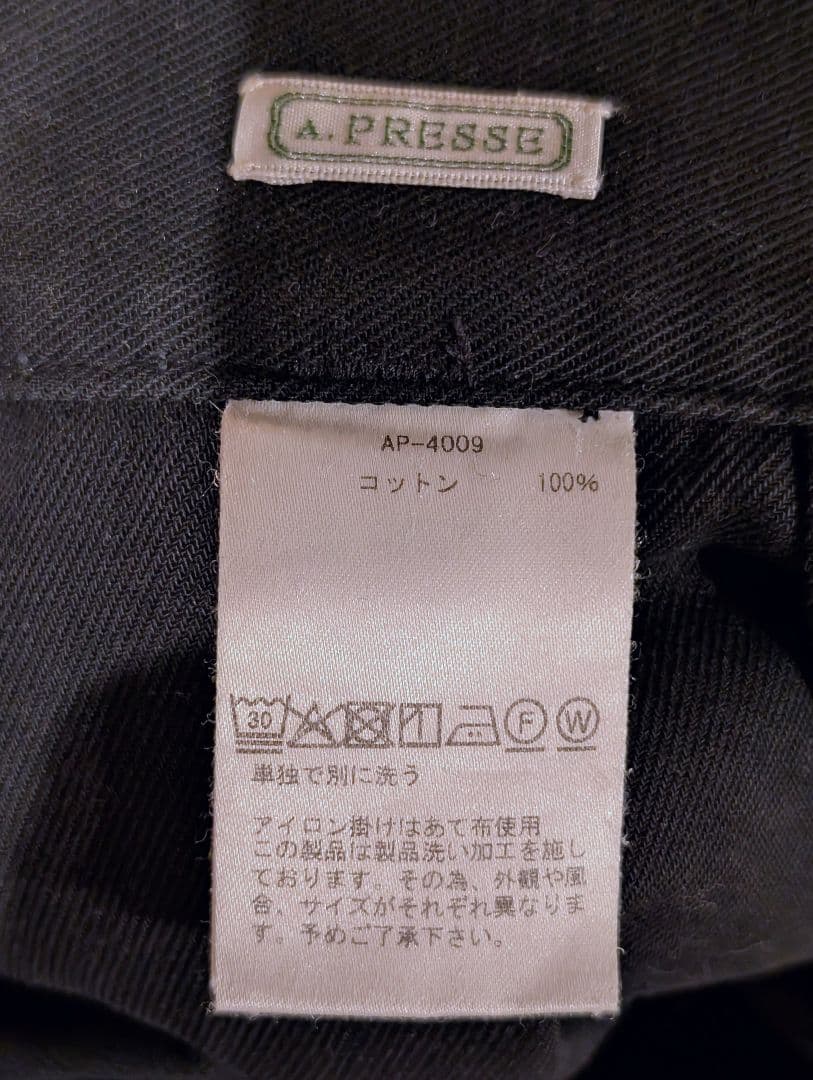 A. PRESSE
AP-4009
コットン 100%
30
F W
単独で別に洗う
アイロン掛けはあて布使用
この製品は製品洗い加工を施し
ております。その為、外観や風
合、サイズがそれぞれ異なりま
す。予めご了承下さい。